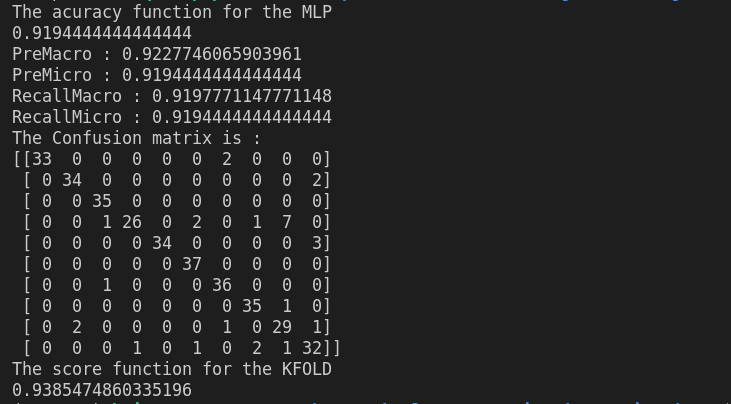 The acuracy function for the MLP
0.9194444444444444
PreMacro : 0.9227746065903961
PreMicro : 0.9194444444444444
RecallMacro : 0.9197771147771148
RecallMicro : 0.9194444444444444
The Confusion matrix is :
[[33  0  0  0  0  0  2  0  0  0]
 [ 0 34  0  0  0  0  0  0  0  2]
 [ 0  0 35  0  0  0  0  0  0  0]
 [ 0  0  1 26  0  2  0  1  7  0]
 [ 0  0  0  0 34  0  0  0  0  3]
 [ 0  0  0  0  0 37  0  0  0  0]
 [ 0  0  1  0  0  0 36  0  0  0]
 [ 0  0  0  0  0  0  0 35  1  0]
 [ 0  2  0  0  0  0  1  0 29  1]
 [ 0  0  0  1  0  1  0  2  1 32]]
The score function for the KFOLD
0.9385474860335196